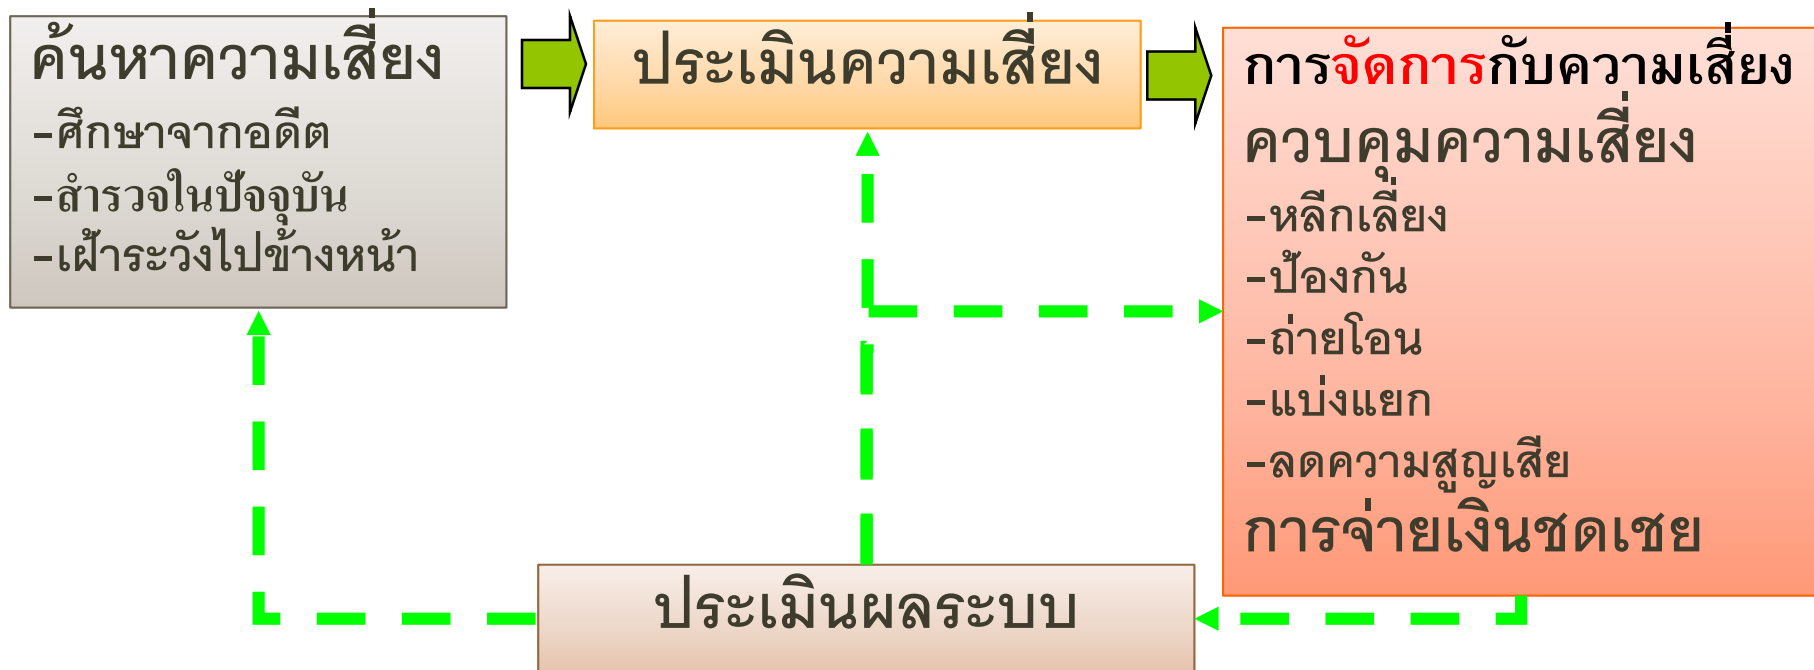 ค้นหาความเสี่ยง
-ศึกษาจากอดีต
-สำรวจในปัจจุบัน
-เฝ้าระวังไปข้างหน้า
ประเมินความเสี่ยง
การจัดการกับความเสี่ยง
ควบคุมความเสี่ยง
-หลีกเลี่ยง
-ป้องกัน
-ถ่ายโอน
-แบ่งแยก
-ลดความสูญเสีย
การจ่ายเงินชดเชย
ประเมินผลระบบ